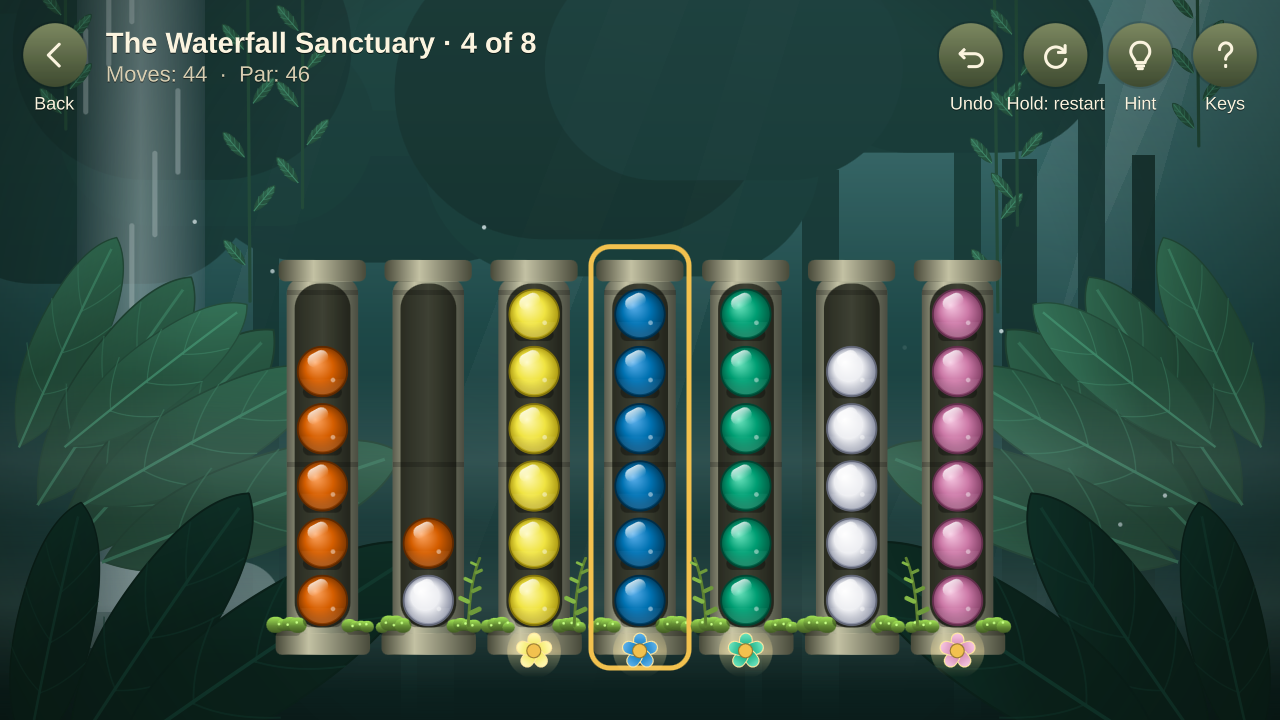 The Waterfall Sanctuary · 4 of 8
Moves: 44 · Par: 46
Back
Undo
Hold: restart
Hint
?
Keys